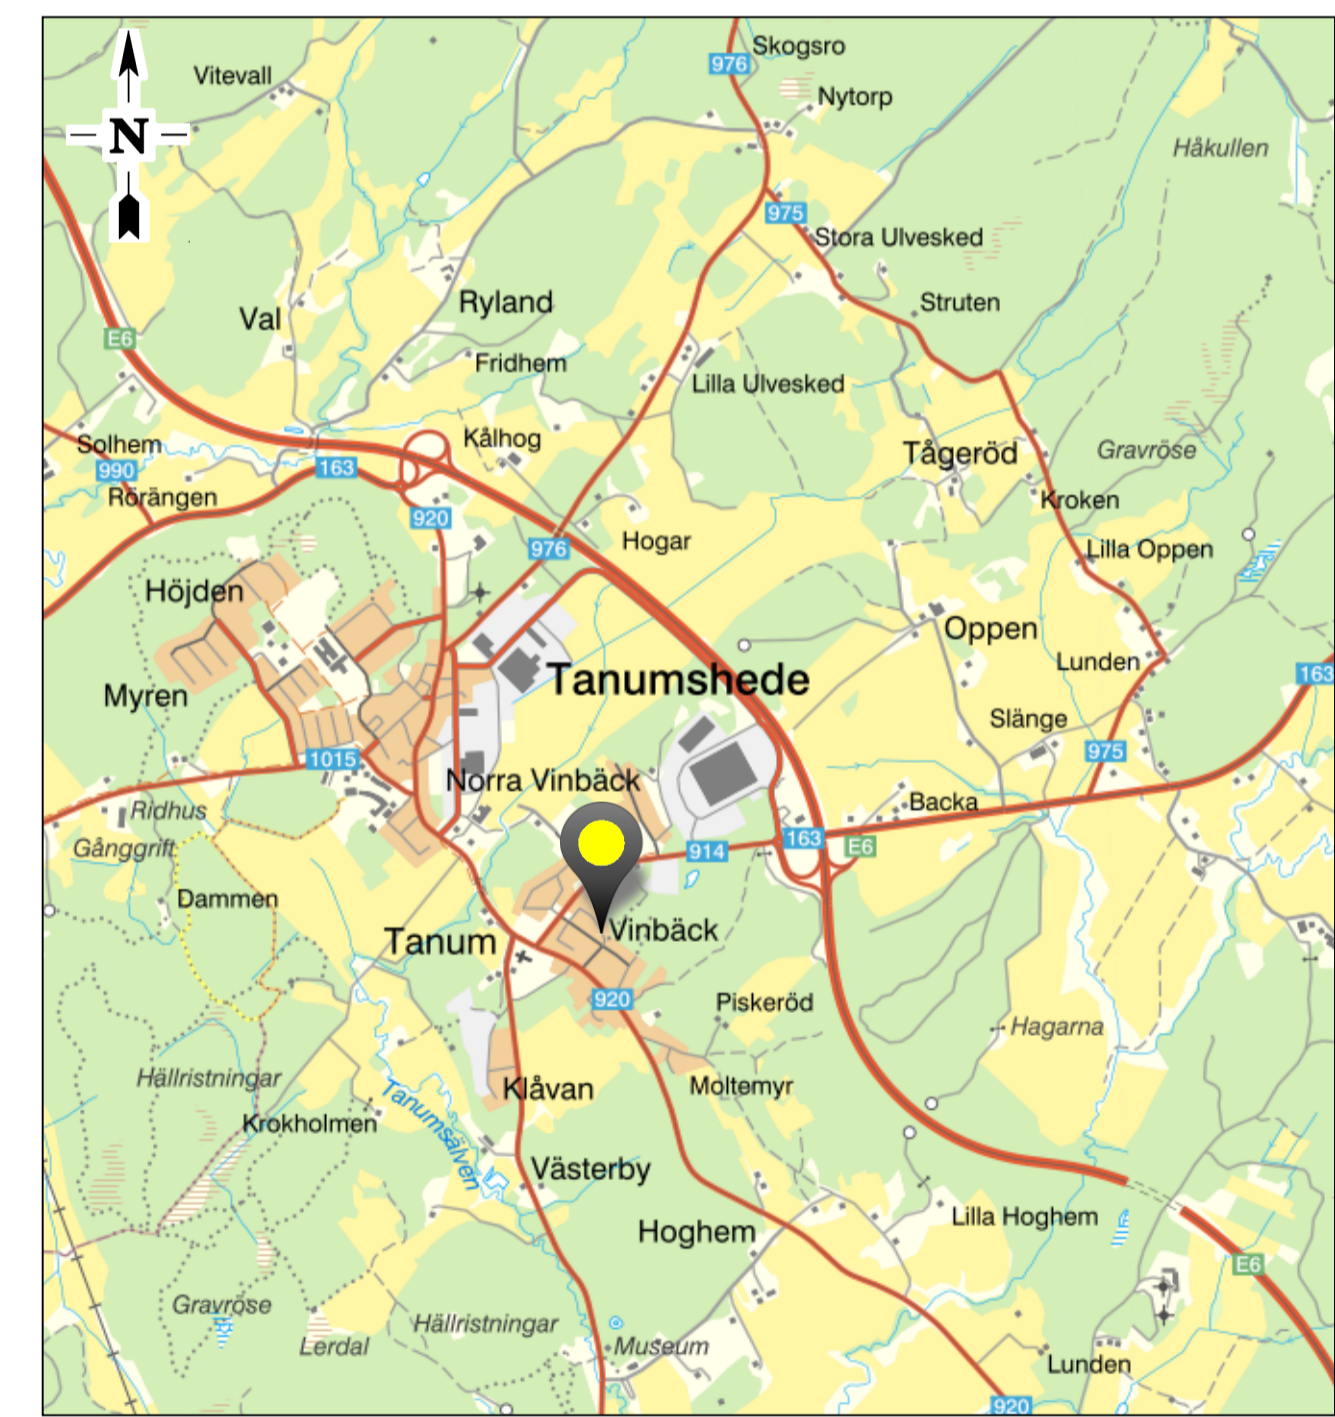 Skogsro
976
Vitevall
Nytorp
N
Håkullen
975
Stora Ulvesked
Ryland
Struten
Val
E6
Fridhem
Lilla Ulvesked
Kålhog
Solhem
Tågeröd
Gravröse
990
163
Rörängen
Kroken
920
976
Hogar
Lilla Oppen
Höjden
Oppen
Lunden
163
Tanumshede
Myren
Slänge
975
1015
Norra Vinbäck
Ridhus
Backa
163
E6
Gånggrift
914
Dammen
Vinbäck
Tanum
920
Piskeröd
Hagarna
Hällristningar
Klåvan
Moltemyr
Krokholmen
Tanumsälven
Västerby
Lilla Hoghem
Hoghem
E6
Gravröse
Hällristningar
Lerdal
Museum
Lunden
920